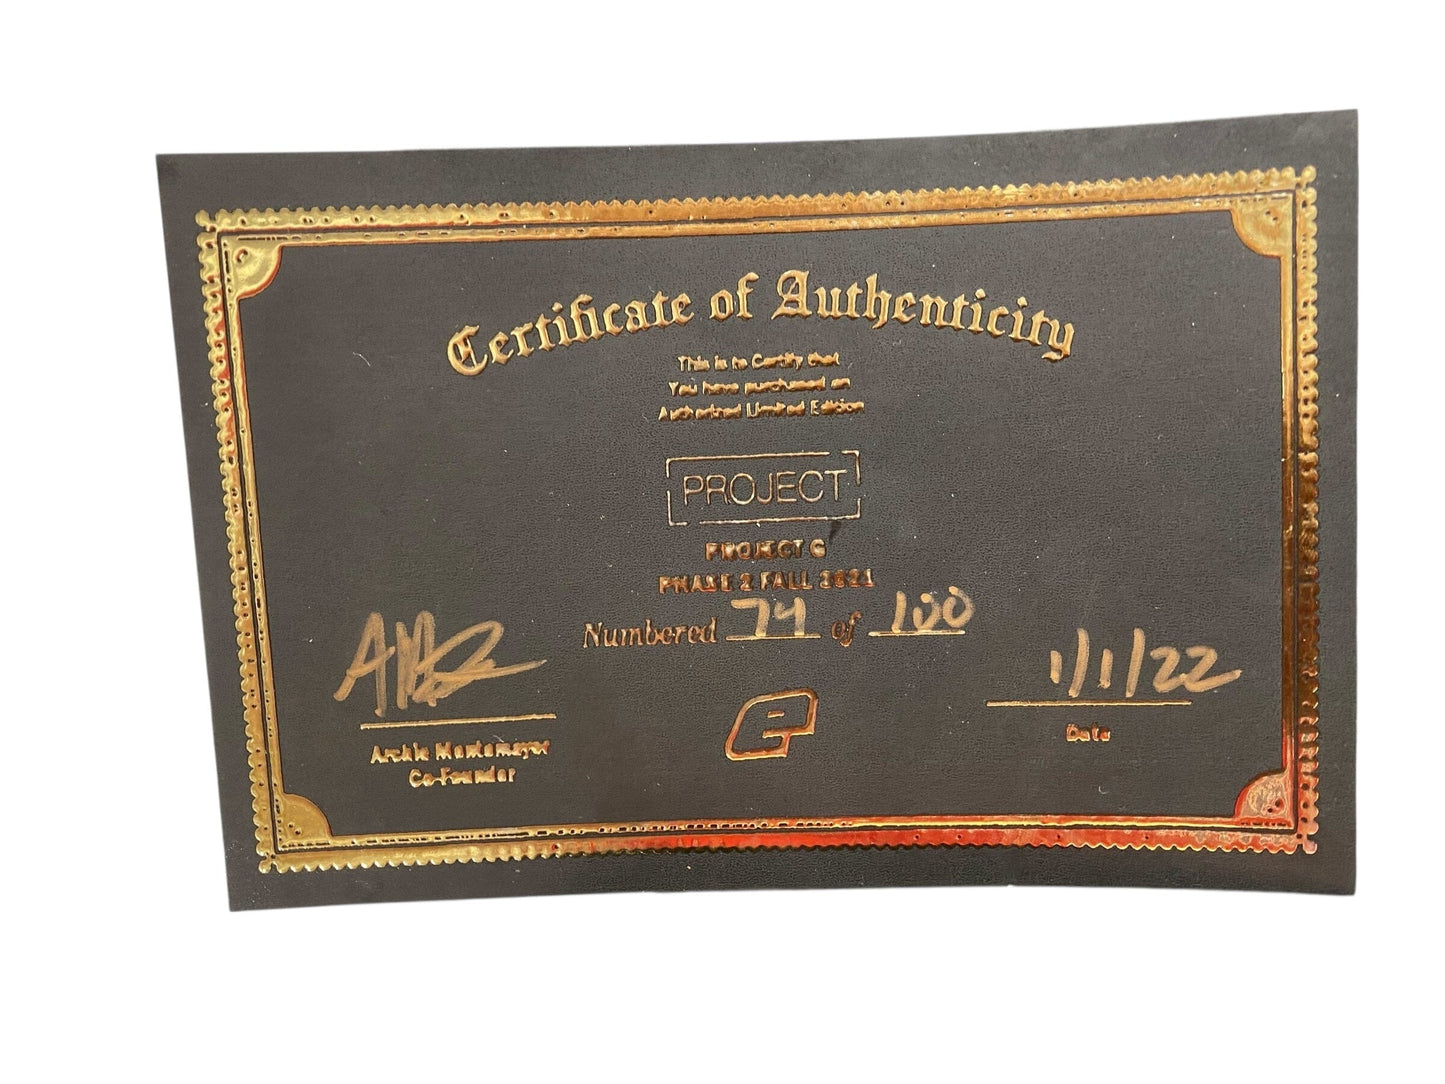 Certificate of Authenticity
This is to Certify that
You have purchased an
Authorized Limited Edition
PROJECT
PROJECT G
PHASE 2 FALL 2021
Numbered 74 of 100
1/1/22
Archie Montemayor
Co-Founder
e
Date